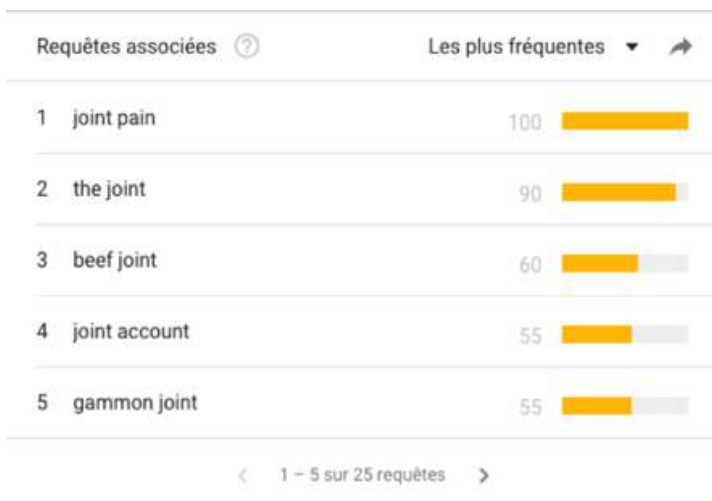 Requêtes associées ? Les plus fréquentes
1 joint pain 100
2 the joint 90
3 beef joint 60
4 joint account 55
5 gammon joint 55
1 – 5 sur 25 requêtes